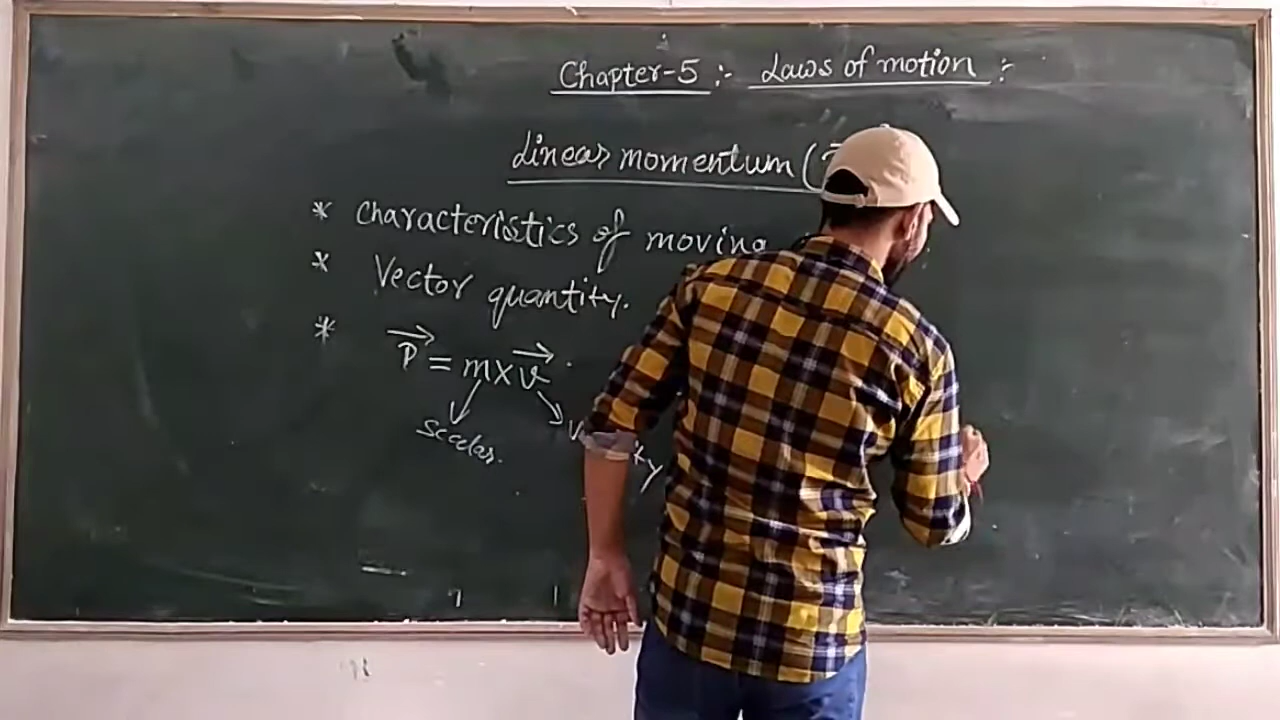 Chapter-5 :- Laws of motion :-
Linear momentum (
* Characteristics of moving
* Vector quantity.
* P = m×v.
Scalar.